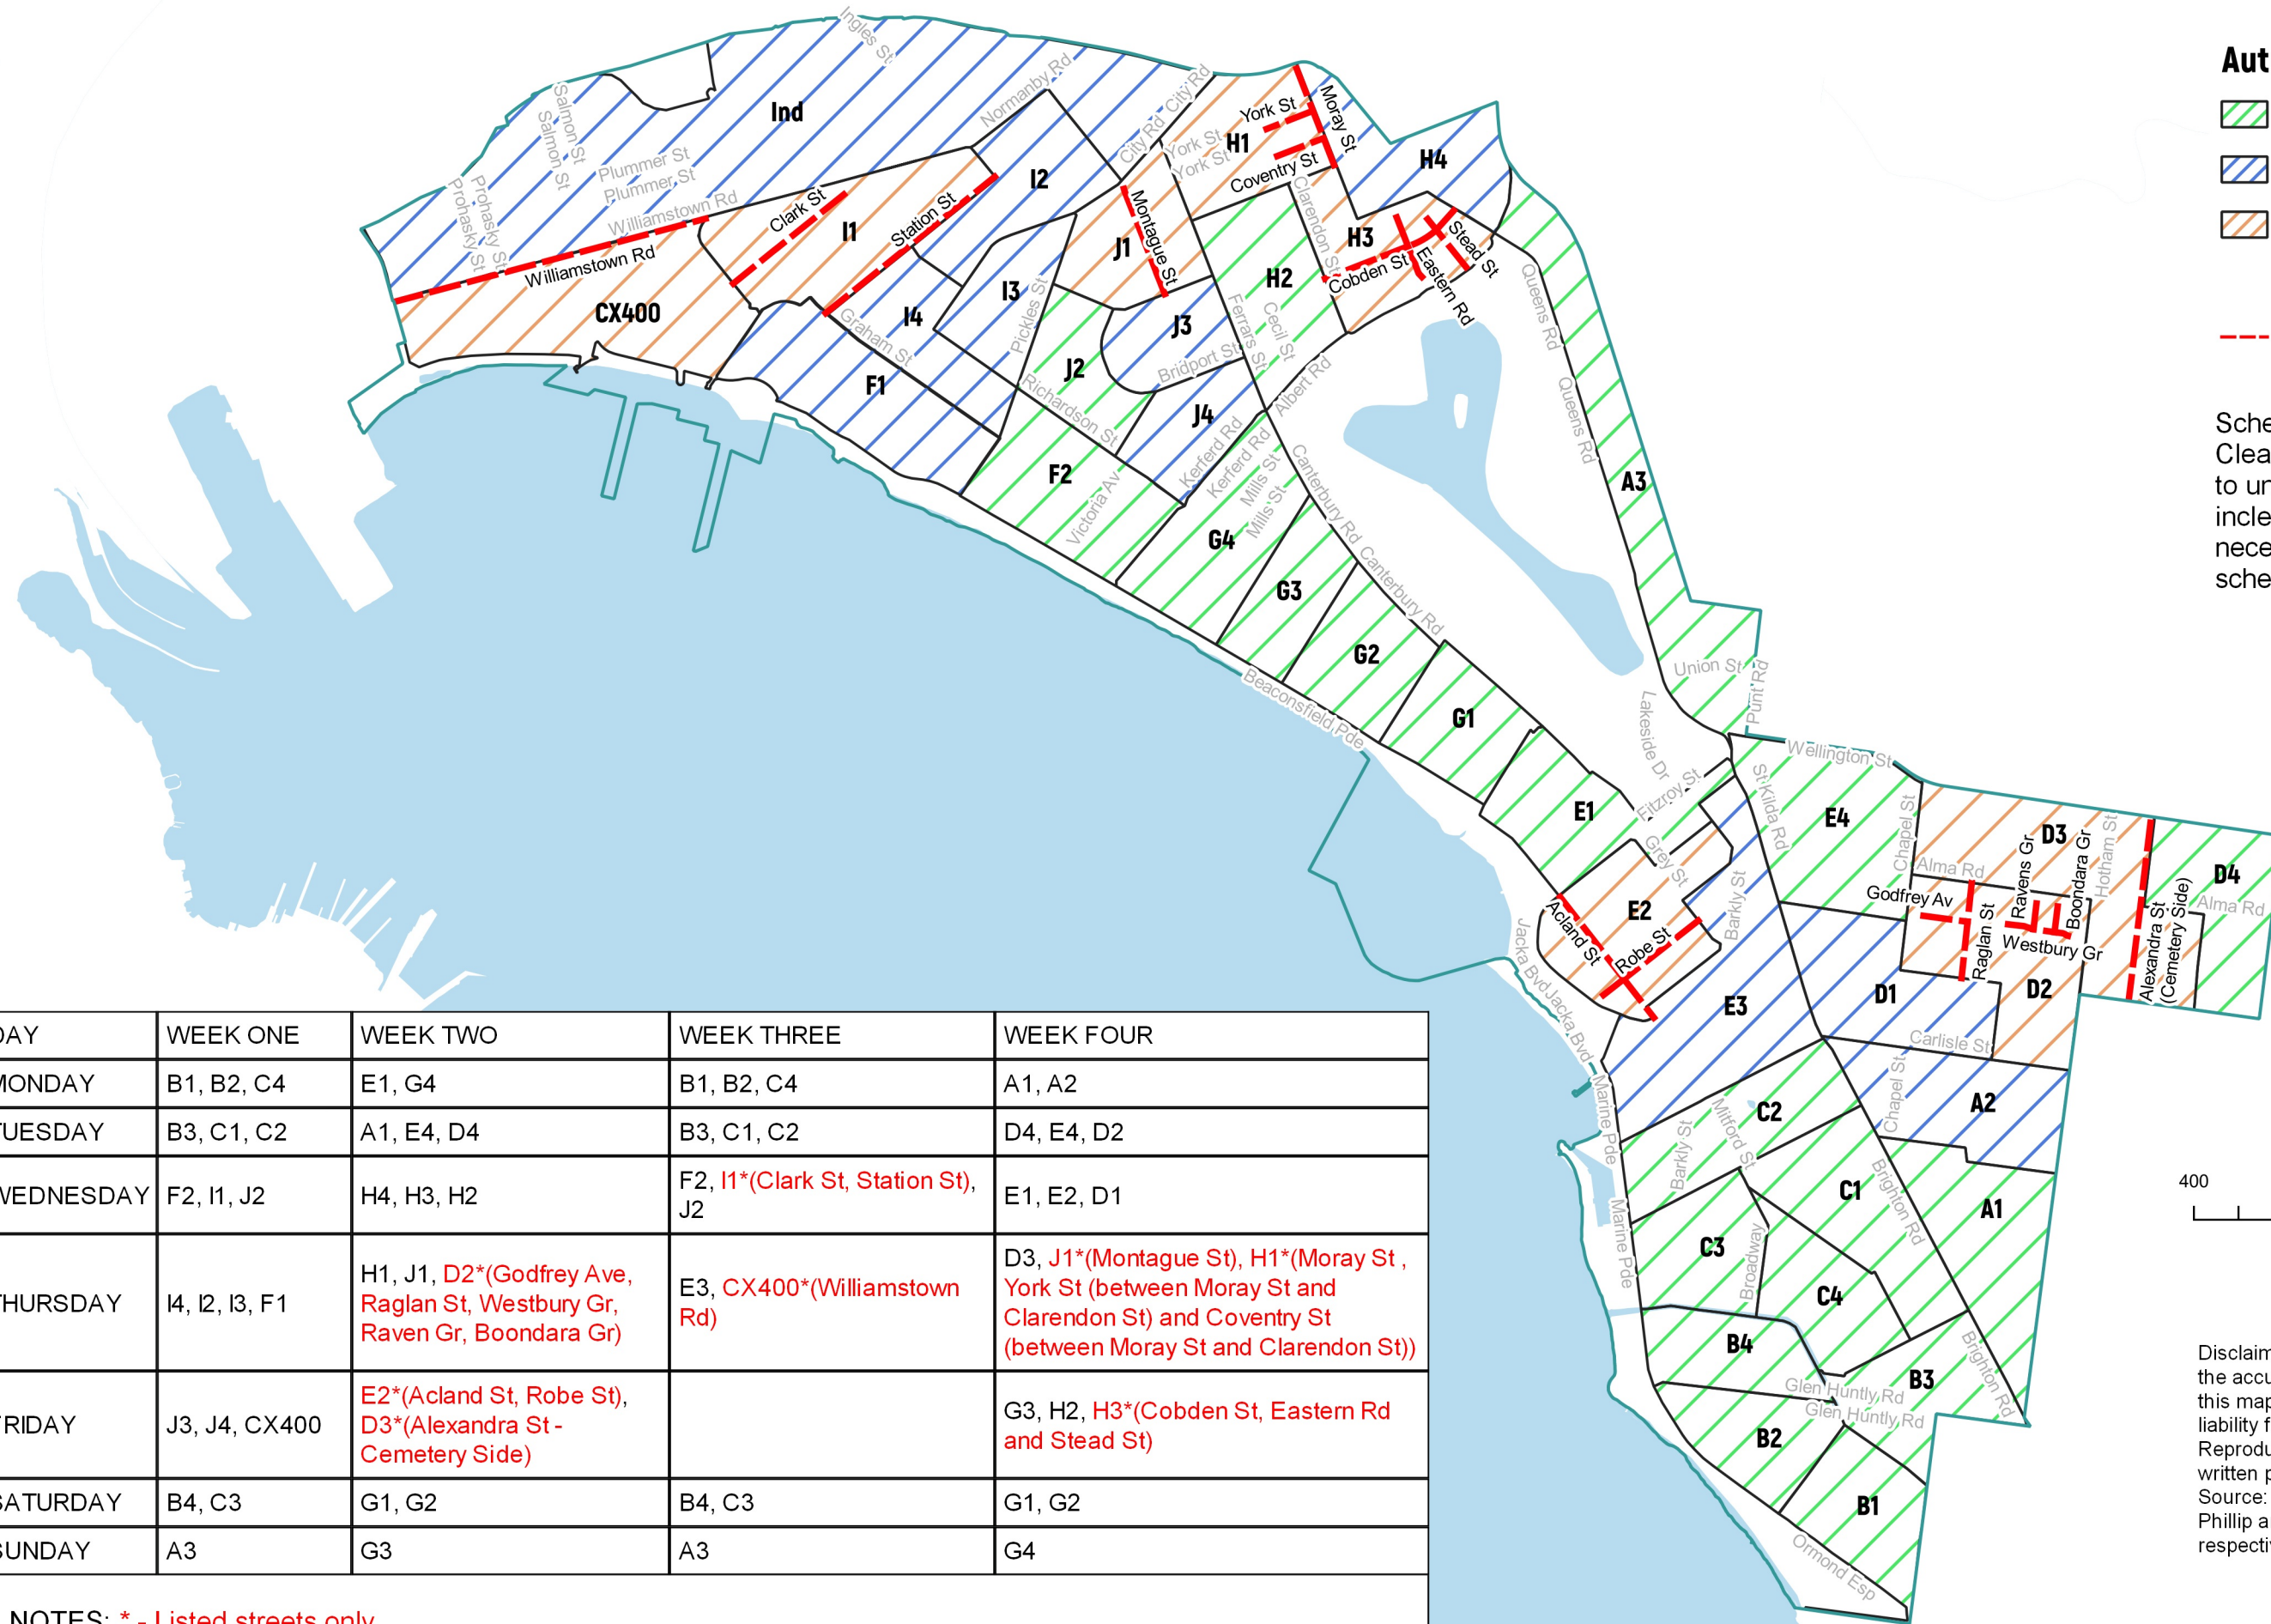 Ingles St
Normanby Rd
City Rd
City Rd
Salmon St
Salmon St
Ind
Plummer St
Plummer St
Prohasky St
Prohasky St
Williamstown Rd
Williamstown Rd
CX400
Clark St
I1
Station St
I2
I3
I4
Graham St
F1
Pickles St
York St
York St
York St
H1
Moray St
Coventry St
H4
Montague St
J1
Clarendon St
H3
Cobden St
Stead St
Eastern Rd
H2
J3
J2
Bridport St
Ferrars St
Cecil St
Albert Rd
J4
Richardson St
F2
Victoria Av
Kerferd Rd
Kerferd Rd
Mills St
Mills St
G4
G3
G2
G1
Canterbury Rd
Canterbury Rd
Beaconsfield Pde
Queens Rd
Queens Rd
A3
Union St
Punt Rd
Lakeside Dr
Wellington St
Fitzroy St
St Kilda Rd
E1
Grey St
E4
Chapel St
D3
Hotham St
D4
Alma Rd
Alma Rd
Godfrey Av
Ravens Gr
Boondara Gr
Raglan St
Westbury Gr
Alexandra St
(Cemetery Side)
E2
Acland St
Robe St
Barkly St
Jacka Bvd
Jacka Bvd
E3
D1
D2
Carlisle St
Chapel St
A2
Marine Pde
Marine Pde
C2
Mitford St
Barkly St
C1
Brighton Rd
A1
C3
Broadway
C4
B4
B3
Brighton Rd
Glen Huntly Rd
Glen Huntly Rd
B2
B1
Ormond Esp
Aut
Sche
Clea
to un
incle
nece
sche
400
Disclaim
the accu
this map
liability f
Reprodu
written p
Source:
Phillip a
respecti
DAY WEEK ONE WEEK TWO WEEK THREE WEEK FOUR
MONDAY B1, B2, C4 E1, G4 B1, B2, C4 A1, A2
TUESDAY B3, C1, C2 A1, E4, D4 B3, C1, C2 D4, E4, D2
WEDNESDAY F2, I1, J2 H4, H3, H2 F2, I1*(Clark St, Station St), E1, E2, D1
J2
THURSDAY I4, I2, I3, F1 H1, J1, D2*(Godfrey Ave, E3, CX400*(Williamstown D3, J1*(Montague St), H1*(Moray St ,
Raglan St, Westbury Gr, Rd) York St (between Moray St and
Raven Gr, Boondara Gr) Clarendon St) and Coventry St
(between Moray St and Clarendon St))
FRIDAY J3, J4, CX400 E2*(Acland St, Robe St), G3, H2, H3*(Cobden St, Eastern Rd
D3*(Alexandra St - and Stead St)
Cemetery Side)
SATURDAY B4, C3 G1, G2 B4, C3 G1, G2
SUNDAY A3 G3 A3 G4
NOTES: * - Listed streets only